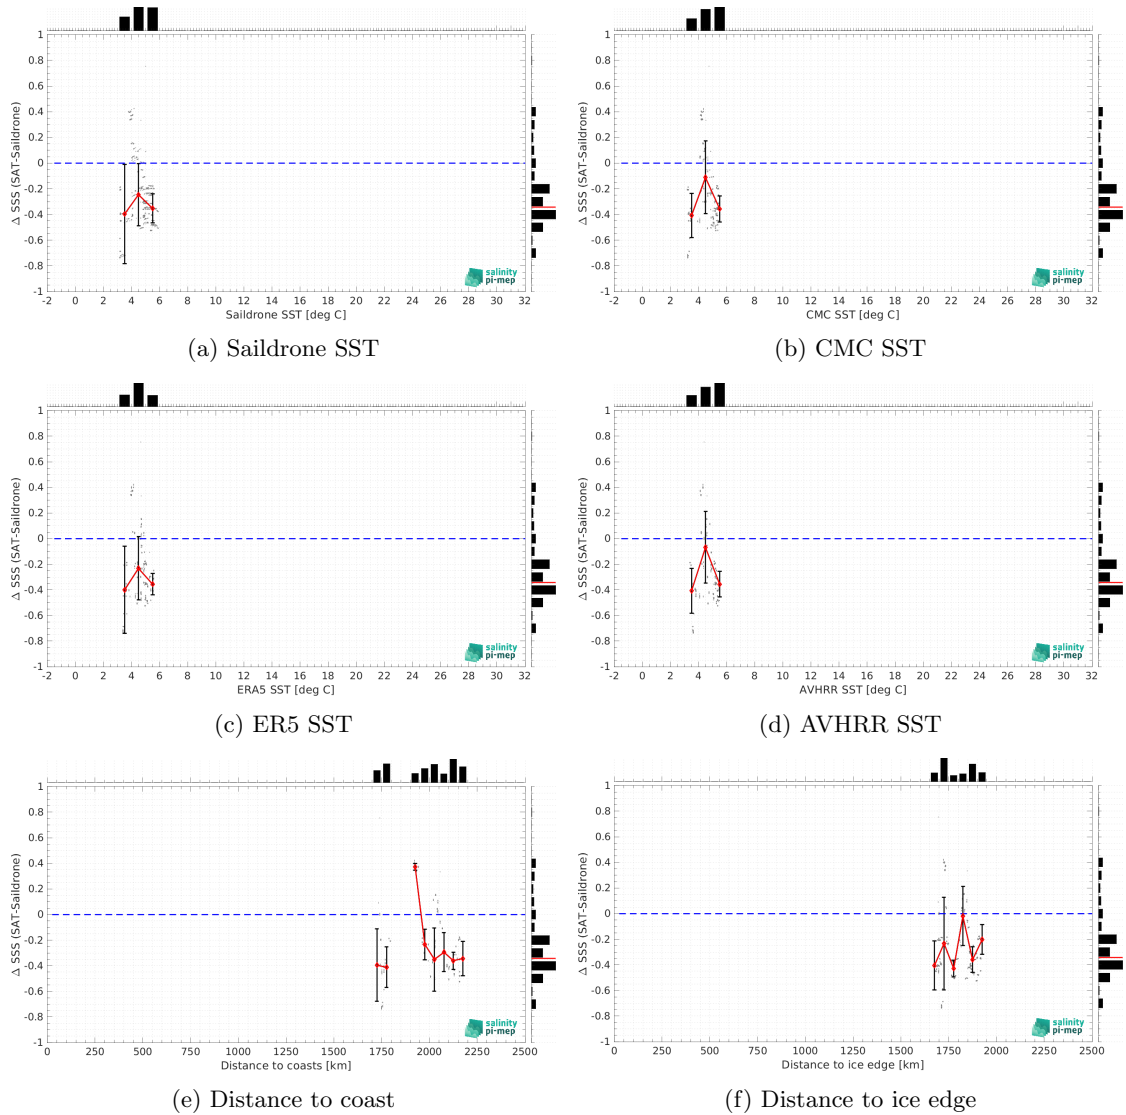 1
0.8
0.6
0.4
0.2
0
-0.2
-0.4
-0.6
-0.8
-1
Δ SSS (SAT-Saildrone)
salinity
pi-mep
-2 0 2 4 6 8 10 12 14 16 18 20 22 24 26 28 30 32
Saildrone SST [deg C]
(a) Saildrone SST
1
0.8
0.6
0.4
0.2
0
-0.2
-0.4
-0.6
-0.8
-1
Δ SSS (SAT-Saildrone)
salinity
pi-mep
-2 0 2 4 6 8 10 12 14 16 18 20 22 24 26 28 30 32
CMC SST [deg C]
(b) CMC SST
1
0.8
0.6
0.4
0.2
0
-0.2
-0.4
-0.6
-0.8
-1
Δ SSS (SAT-Saildrone)
salinity
pi-mep
-2 0 2 4 6 8 10 12 14 16 18 20 22 24 26 28 30 32
ERA5 SST [deg C]
(c) ER5 SST
1
0.8
0.6
0.4
0.2
0
-0.2
-0.4
-0.6
-0.8
-1
Δ SSS (SAT-Saildrone)
salinity
pi-mep
-2 0 2 4 6 8 10 12 14 16 18 20 22 24 26 28 30 32
AVHRR SST [deg C]
(d) AVHRR SST
1
0.8
0.6
0.4
0.2
0
-0.2
-0.4
-0.6
-0.8
-1
Δ SSS (SAT-Saildrone)
salinity
pi-mep
0 250 500 750 1000 1250 1500 1750 2000 2250 2500
Distance to coasts [km]
(e) Distance to coast
1
0.8
0.6
0.4
0.2
0
-0.2
-0.4
-0.6
-0.8
-1
Δ SSS (SAT-Saildrone)
salinity
pi-mep
0 250 500 750 1000 1250 1500 1750 2000 2250 2500
Distance to ice edge [km]
(f) Distance to ice edge